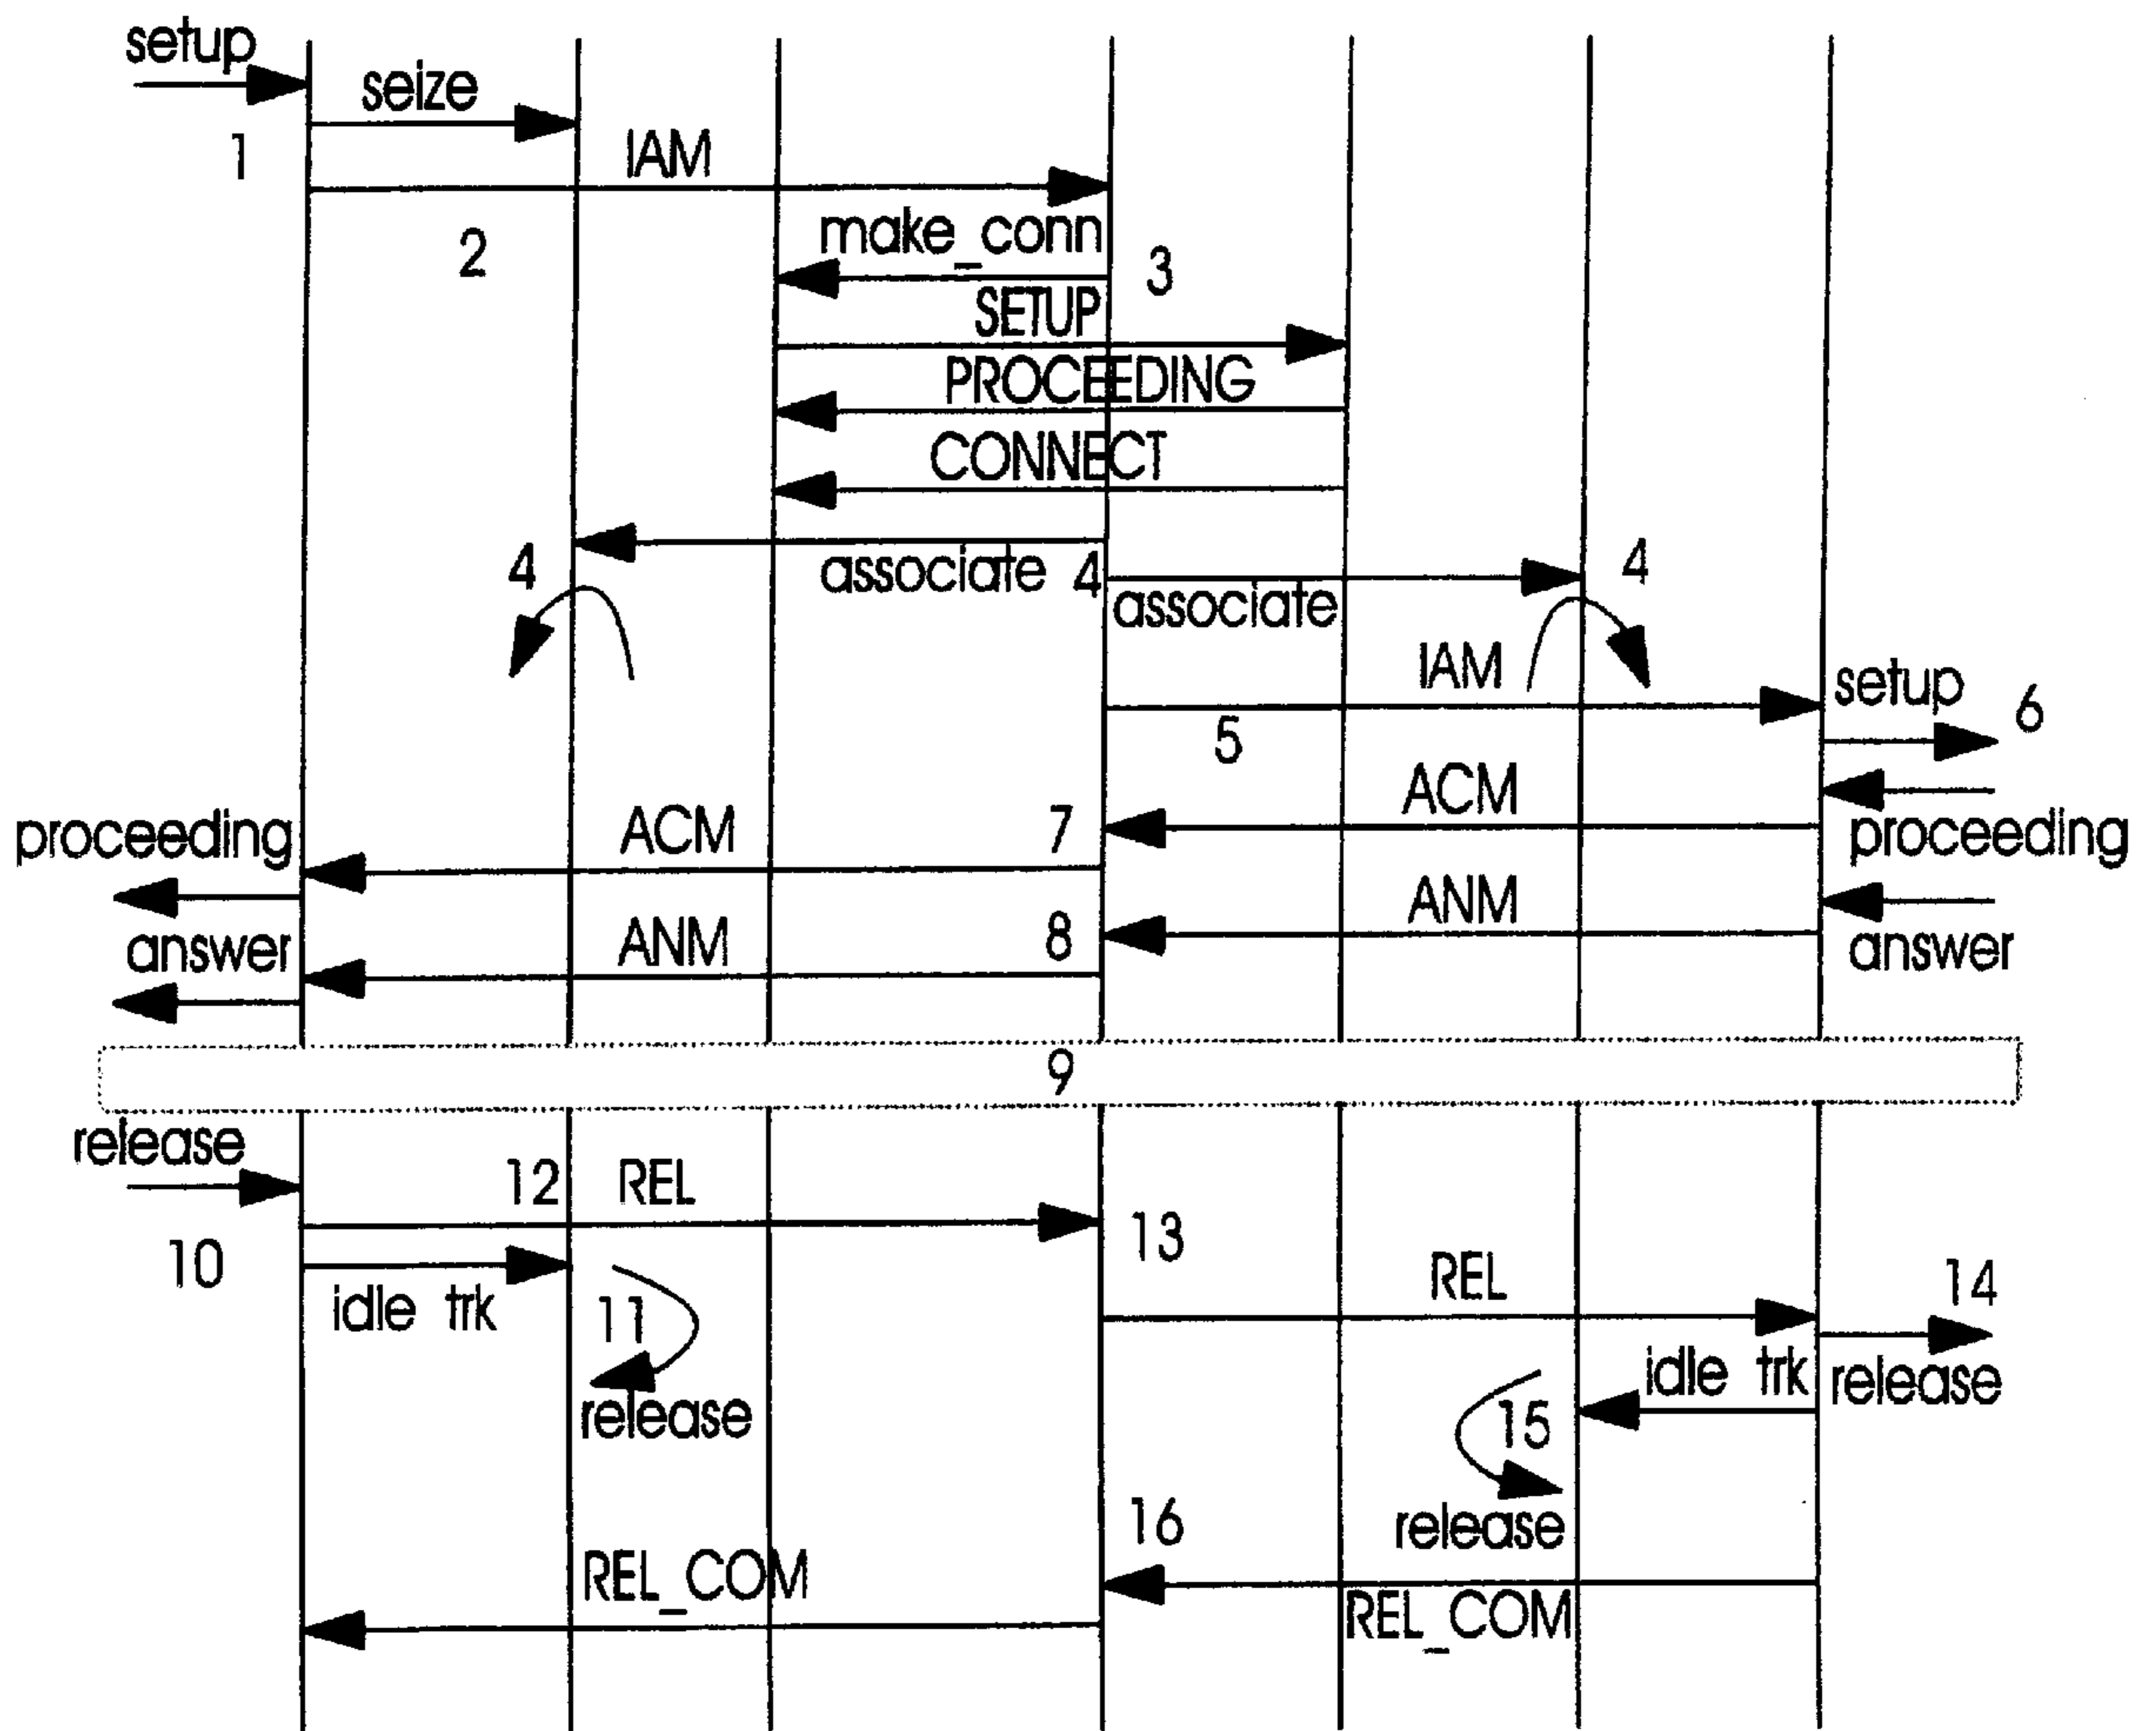 setup
seize
1
IAM
2
make_conn
3
SETUP
PROCEEDING
CONNECT
4
associate
4
associate
4
IAM
setup
6
5
ACM
proceeding
ACM
7
proceeding
ANM
answer
ANM
8
answer
9
release
12
REL
13
10
idle trk
11
release
REL
14
idle trk
release
15
release
16
REL_COM
REL_COM